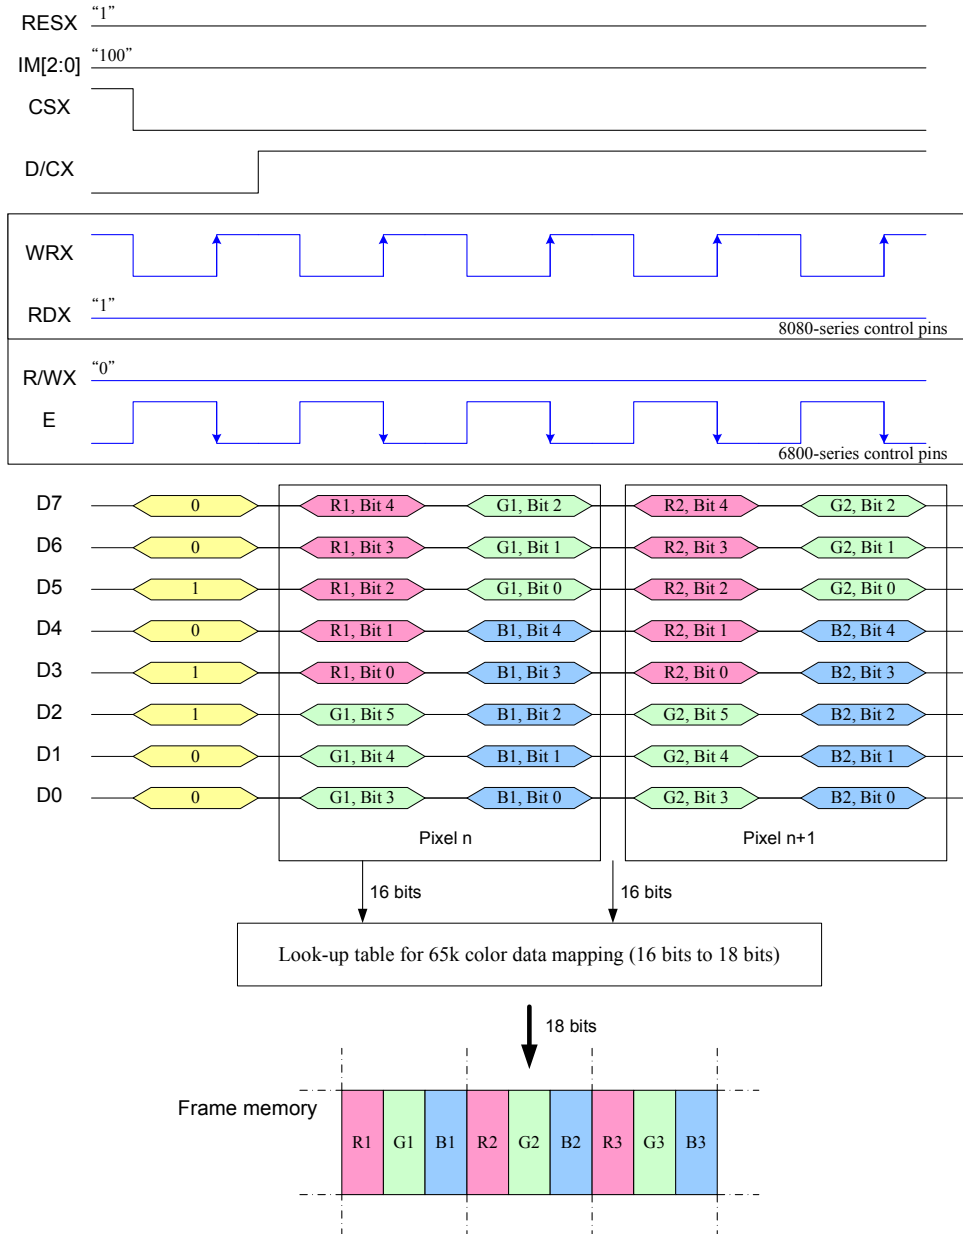 RESX “1”
IM[2:0] “100”
CSX
D/CX
WRX
RDX “1”
8080-series control pins
R/WX “0”
E
6800-series control pins
D7 0 R1, Bit 4 G1, Bit 2 R2, Bit 4 G2, Bit 2
D6 0 R1, Bit 3 G1, Bit 1 R2, Bit 3 G2, Bit 1
D5 1 R1, Bit 2 G1, Bit 0 R2, Bit 2 G2, Bit 0
D4 0 R1, Bit 1 B1, Bit 4 R2, Bit 1 B2, Bit 4
D3 1 R1, Bit 0 B1, Bit 3 R2, Bit 0 B2, Bit 3
D2 1 G1, Bit 5 B1, Bit 2 G2, Bit 5 B2, Bit 2
D1 0 G1, Bit 4 B1, Bit 1 G2, Bit 4 B2, Bit 1
D0 0 G1, Bit 3 B1, Bit 0 G2, Bit 3 B2, Bit 0
Pixel n Pixel n+1
16 bits 16 bits
Look-up table for 65k color data mapping (16 bits to 18 bits)
18 bits
Frame memory
R1 G1 B1 R2 G2 B2 R3 G3 B3